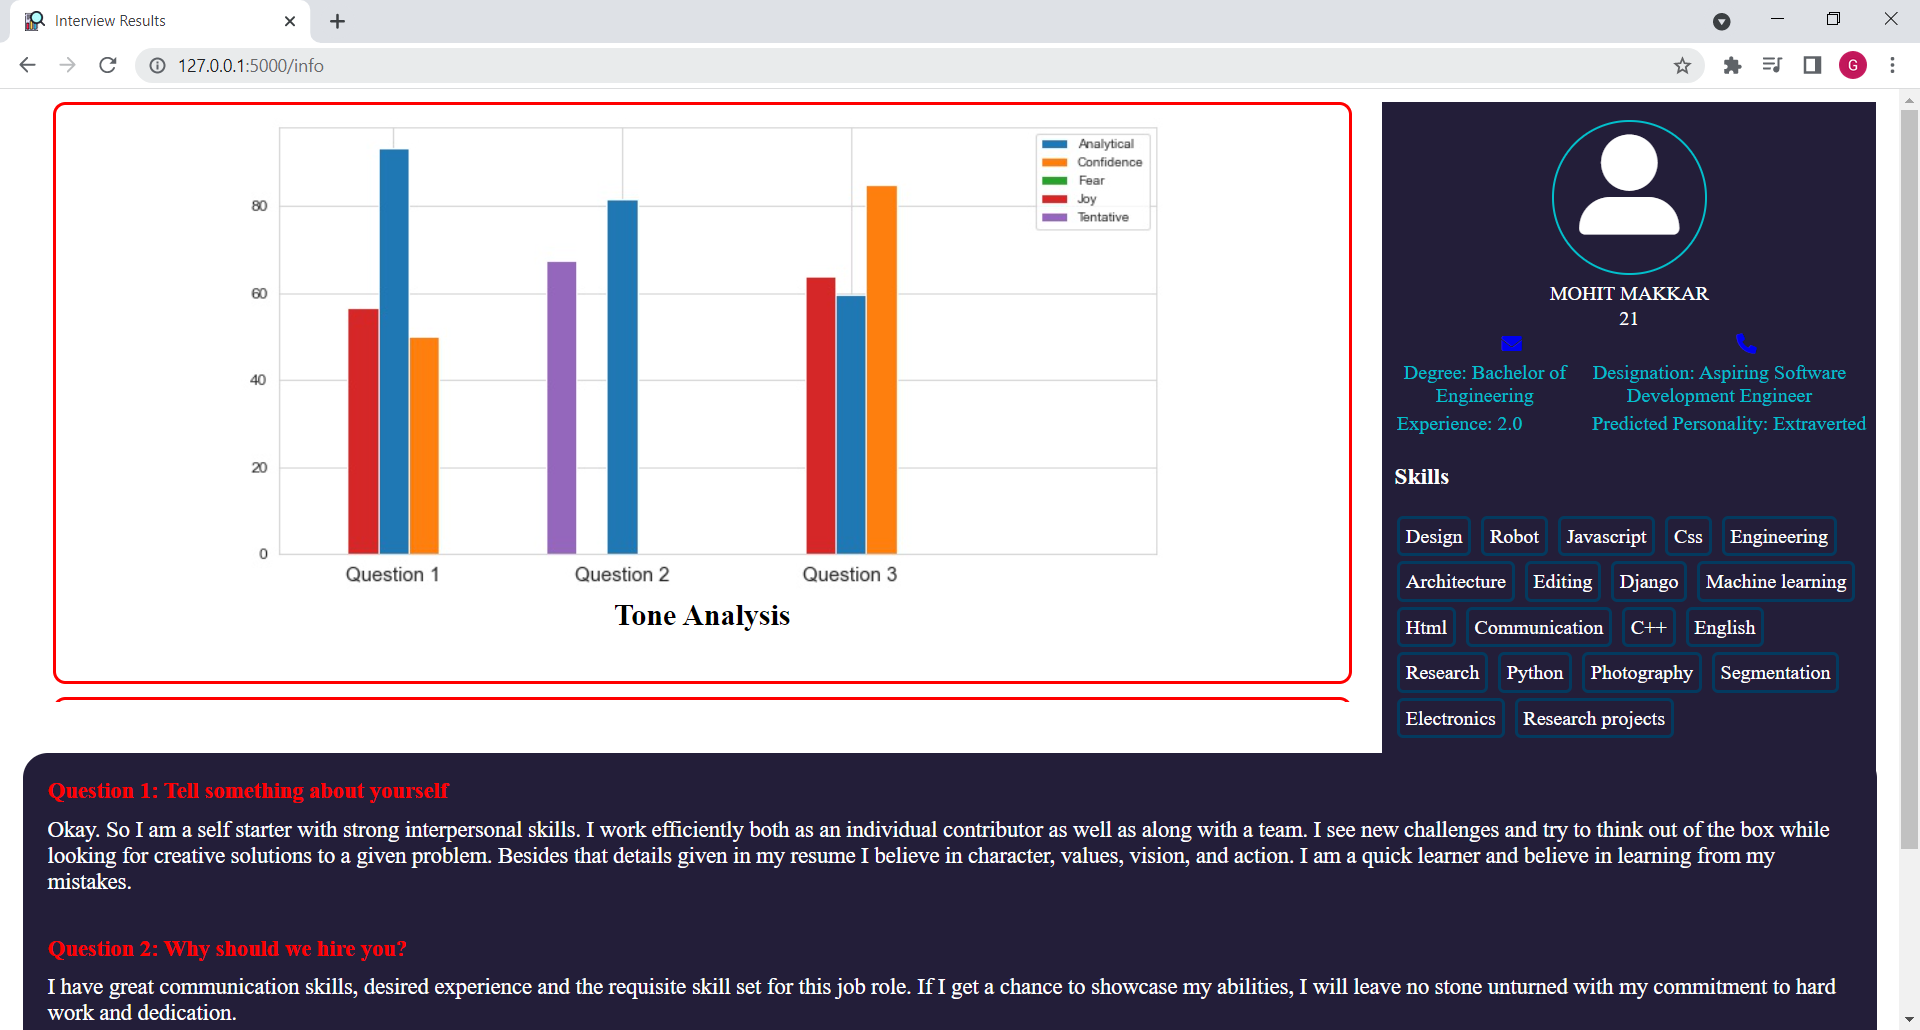 Interview Results
127.0.0.1:5000/info
G
Analytical
Confidence
Fear
Joy
Tentative
80
60
40
20
0
Question 1 Question 2 Question 3
Tone Analysis
MOHIT MAKKAR
21
Degree: Bachelor of
Engineering
Designation: Aspiring Software
Development Engineer
Experience: 2.0 Predicted Personality: Extraverted
Skills
Design Robot Javascript Css Engineering
Architecture Editing Django Machine learning
Html Communication C++ English
Research Python Photography Segmentation
Electronics Research projects
Question 1: Tell something about yourself
Okay. So I am a self starter with strong interpersonal skills. I work efficiently both as an individual contributor as well as along with a team. I see new challenges and try to think out of the box while
looking for creative solutions to a given problem. Besides that details given in my resume I believe in character, values, vision, and action. I am a quick learner and believe in learning from my
mistakes.
Question 2: Why should we hire you?
I have great communication skills, desired experience and the requisite skill set for this job role. If I get a chance to showcase my abilities, I will leave no stone unturned with my commitment to hard
work and dedication.